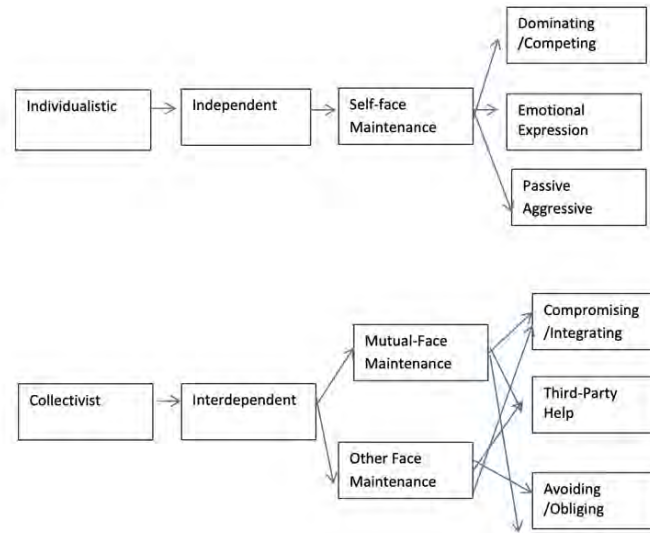 Dominating
/Competing
Individualistic
Independent
Self-face
Maintenance
Emotional
Expression
Passive
Aggressive
Compromising
/Integrating
Mutual-Face
Maintenance
Collectivist
Interdependent
Third-Party
Help
Other Face
Maintenance
Avoiding
/Obliging